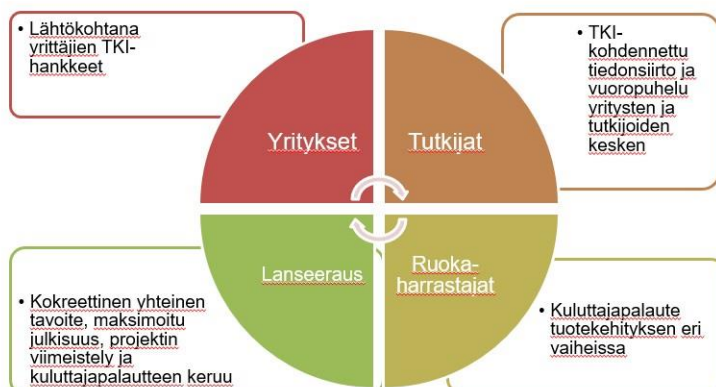 • Lähtökohtana
yrittäjien TKI-
hankkeet
• TKI-
kohdennettu
tiedonsiirto ja
vuoropuhelu
yritysten ja
tutkijoiden
kesken
Yritykset
Tutkijat
Lanseeraus
Ruoka-
harrastajat
• Kokreettinen yhteinen
tavoite, maksimoitu
julkisuus, projektin
viimeistely ja
kuluttajapalautteen keruu
• Kuluttajapalaute
tuotekehityksen eri
vaiheissa